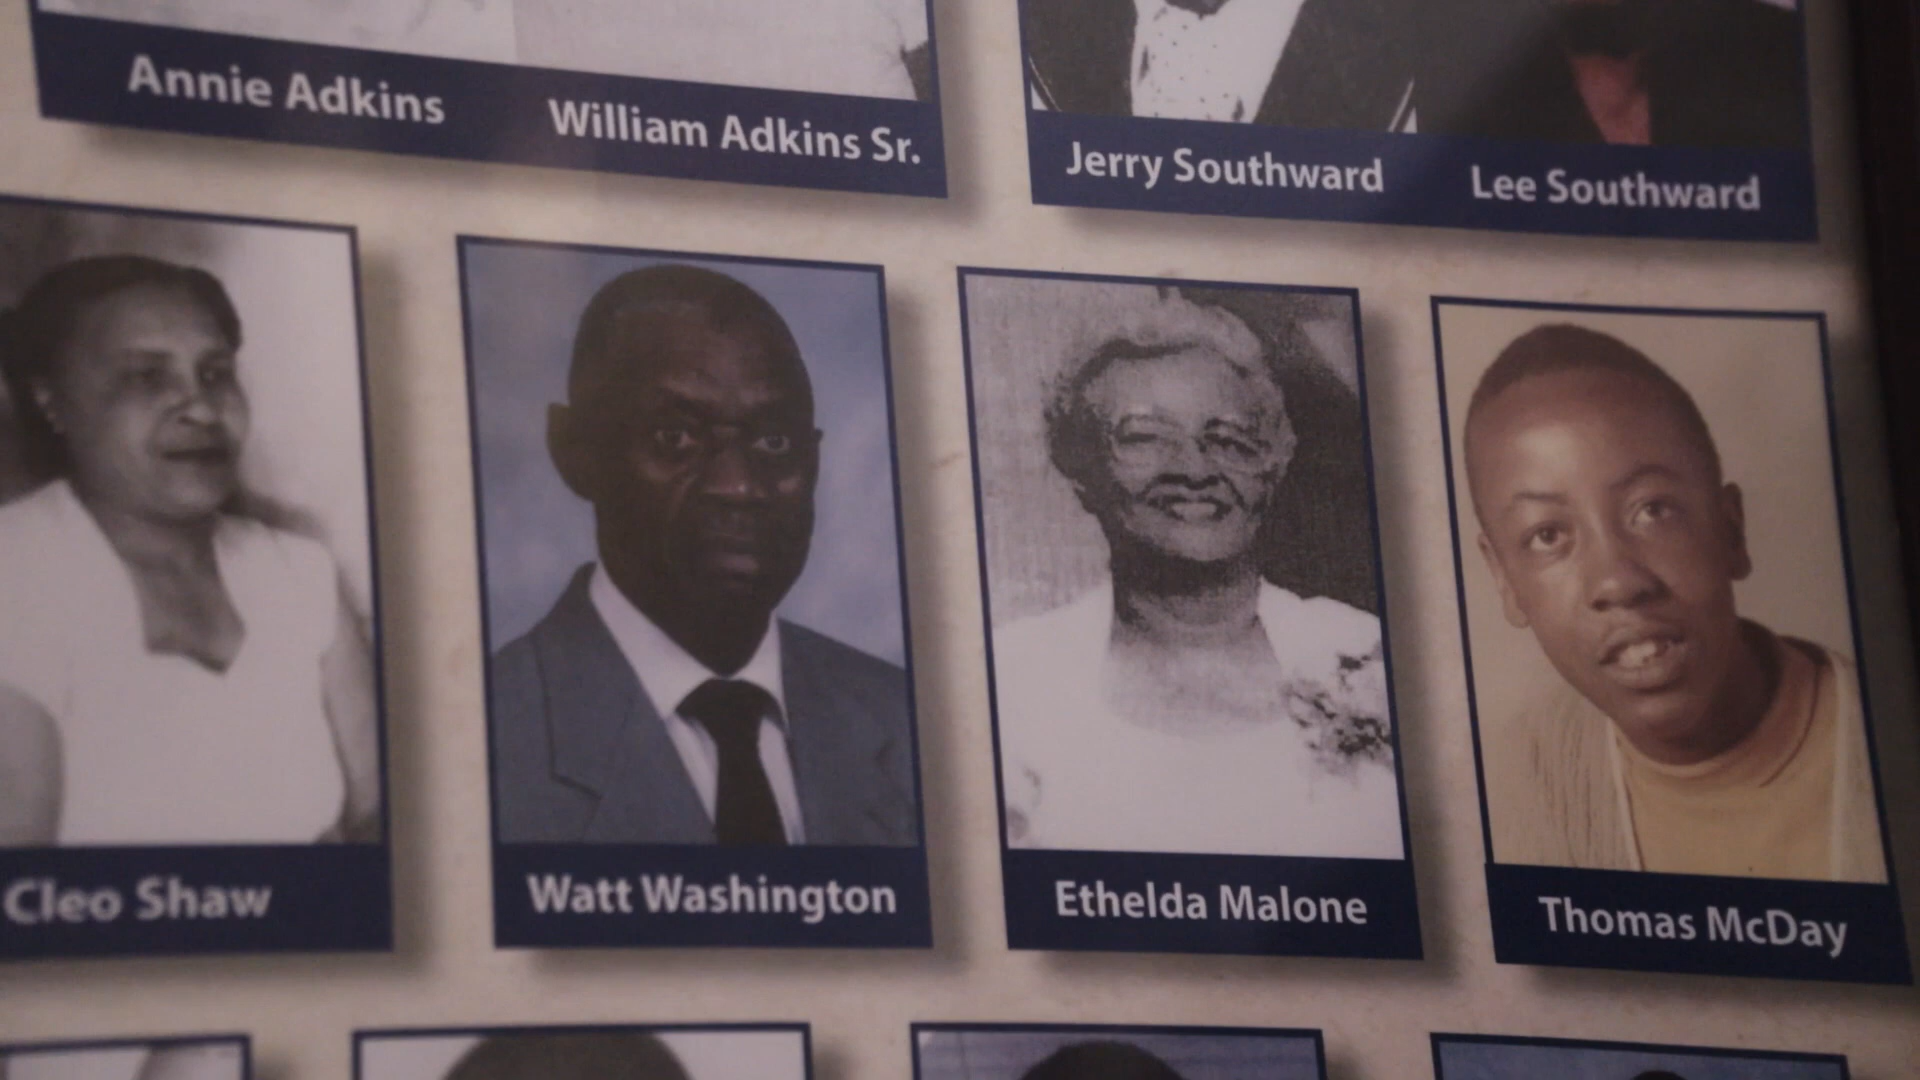 Annie Adkins
William Adkins Sr.
Jerry Southward
Lee Southward
Cleo Shaw
Watt Washington
Ethelda Malone
Thomas McDay